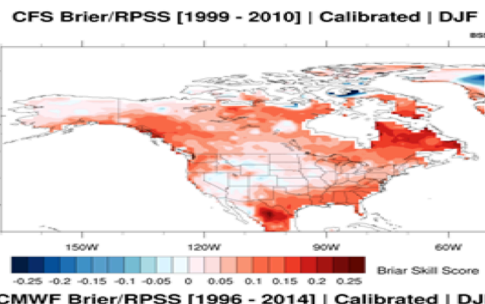 CFS Brier/RPSS [1999 - 2010] | Calibrated | DJF
BS
150W 120W 90W 60W
-0.25 -0.2 -0.15 -0.1 -0.05 0 0.05 0.1 0.15 0.2 0.25
Briar Skill Score
CMWF Brier/RPSS [1996 - 2014] | Calibrated | DJ